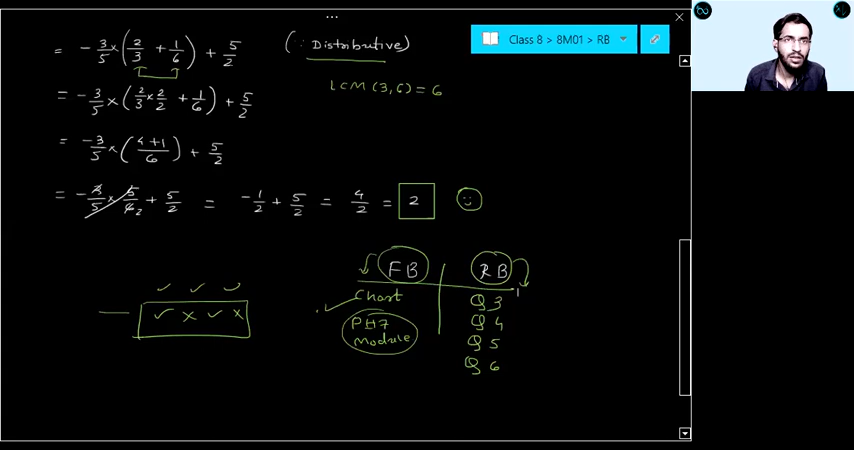 ...
Class 8 > 8M01 > RB
= -3/5 × (2/3 + 1/6) + 5/2 (∵ Distributive)
= -3/5 × (2/3 × 2/2 + 1/6) + 5/2 LCM (3, 6) = 6
= -3/5 × (4+1/6) + 5/2
= -3/5 × 5/6 2 + 5/2 = -1/2 + 5/2 = 4/2 = 2
FB RB
Chart Q 3
PH7 Q 4
Module Q 5
Q 6